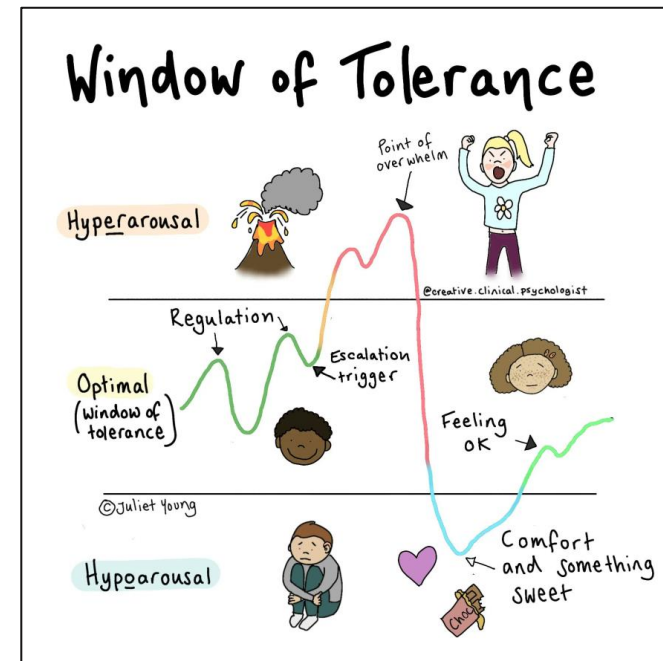 Window of Tolerance
Point of
overwhelm
Hyperarousal
@creative.clinical.psychologist
Regulation
Escalation
trigger
Optimal
(window of
tolerance)
Feeling
OK
©Juliet Young
Hypoarousal
Comfort
and something
sweet
Choc